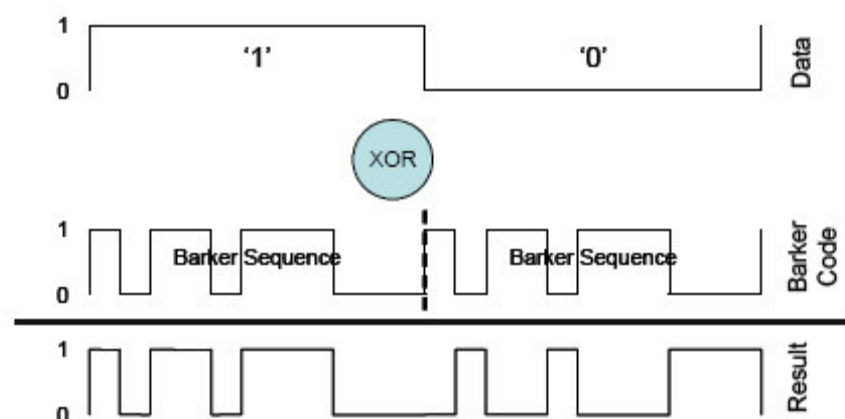 1
0
‘1’
‘0’
Data
XOR
1
0
Barker Sequence
Barker Sequence
Barker
Code
1
0
Result